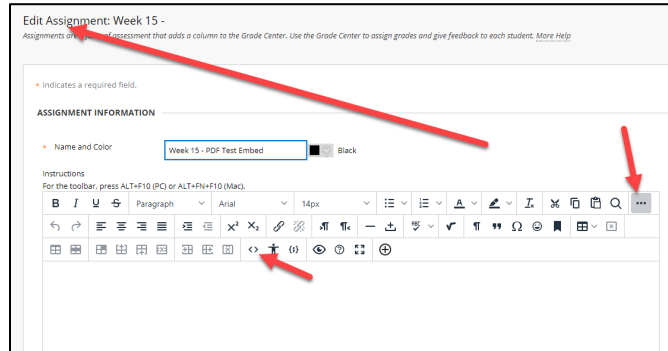 Edit Assignment: Week 15 -
Assignments are of assessment that adds a column to the Grade Center. Use the Grade Center to assign grades and give feedback to each student. More Help
* Indicates a required field.
ASSIGNMENT INFORMATION
* Name and Color Week 15 - PDF Test Embed Black
Instructions
For the toolbar, press ALT+F10 (PC) or ALT+FN+F10 (Mac).
B I U S Paragraph Arial 14px A